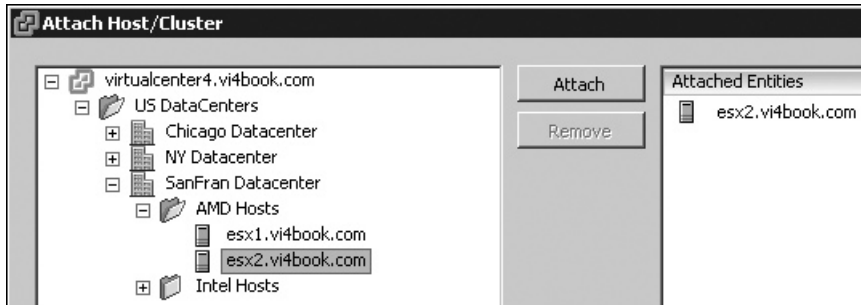 Attach Host/Cluster
virtualcenter4.vi4book.com
US DataCenters
Chicago Datacenter
NY Datacenter
SanFran Datacenter
AMD Hosts
esx1.vi4book.com
esx2.vi4book.com
Intel Hosts
Attach
Remove
Attached Entities
esx2.vi4book.com